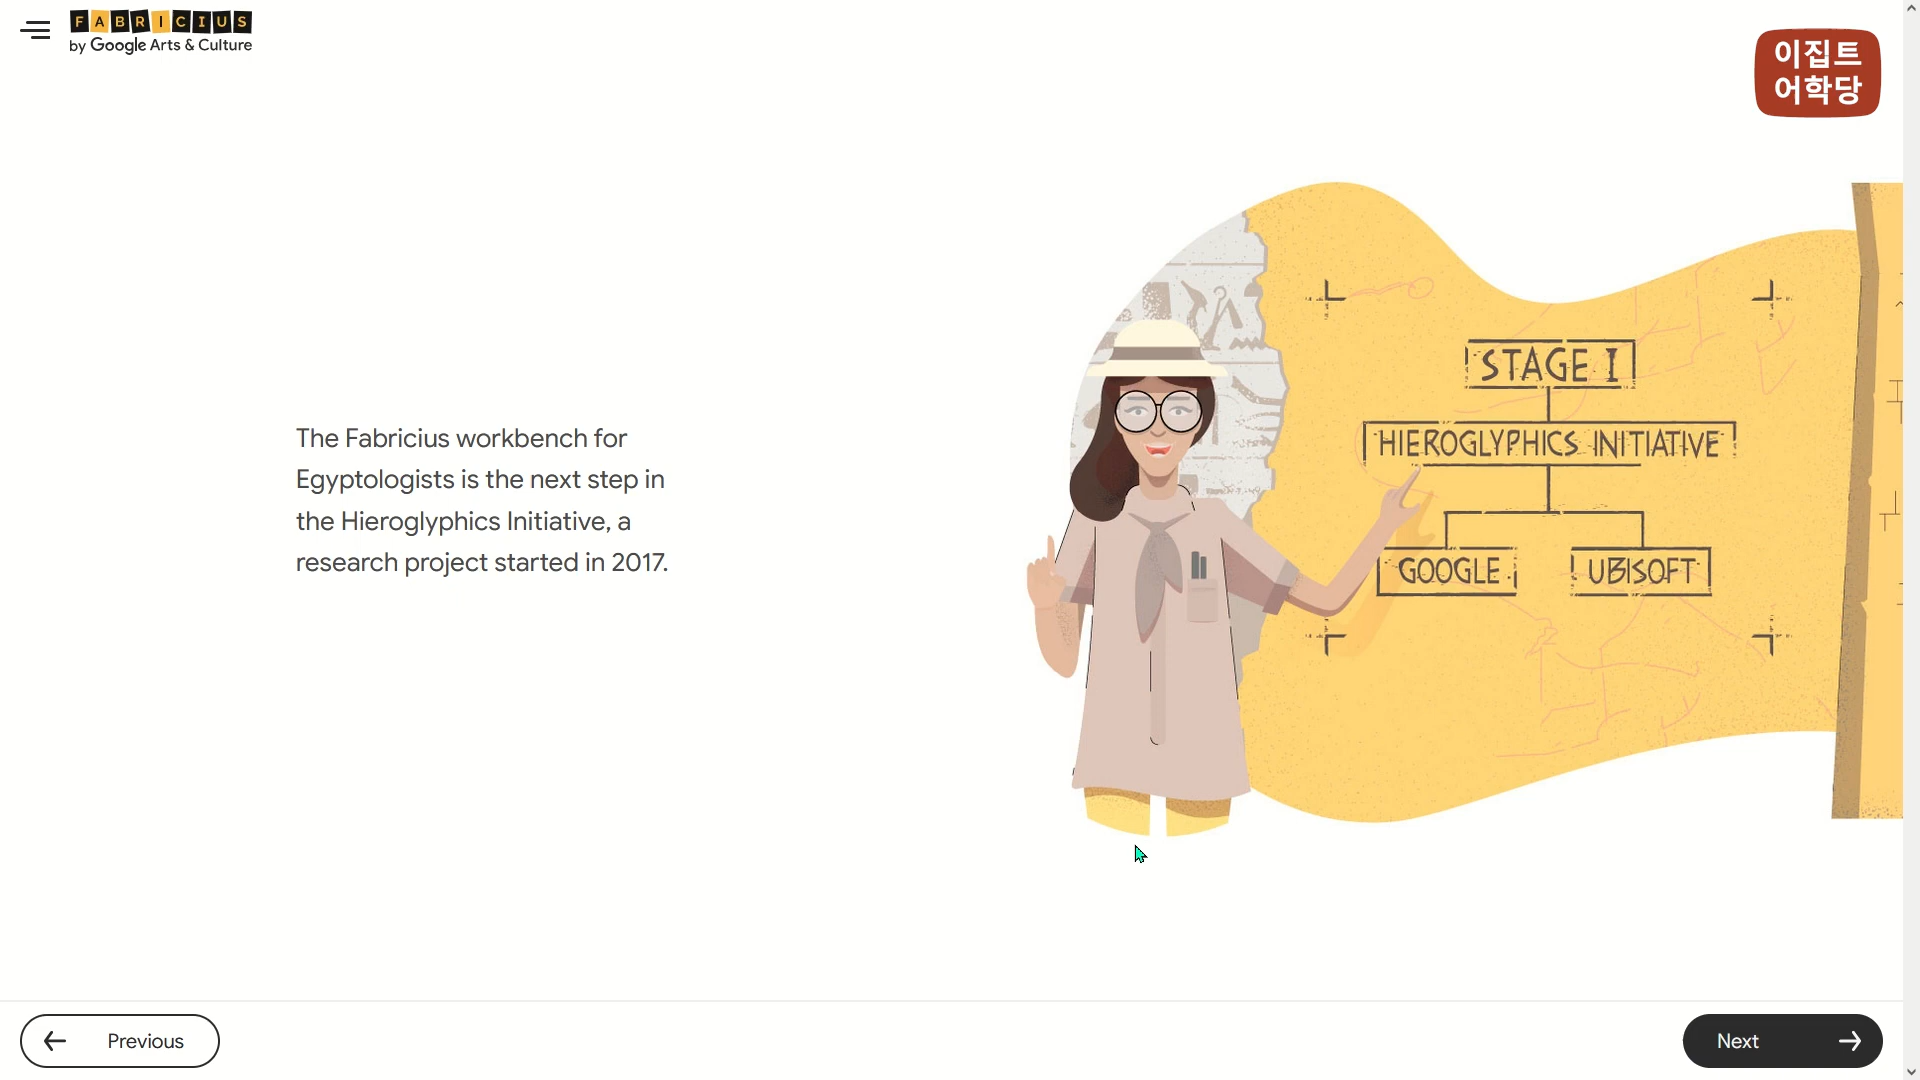 FABRICIUS
by Google Arts & Culture
이집트
어학당
The Fabricius workbench for
Egyptologists is the next step in
the Hieroglyphics Initiative, a
research project started in 2017.
STAGE I
HIEROGLYPHICS INITIATIVE
GOOGLE
UBISOFT
Previous
Next